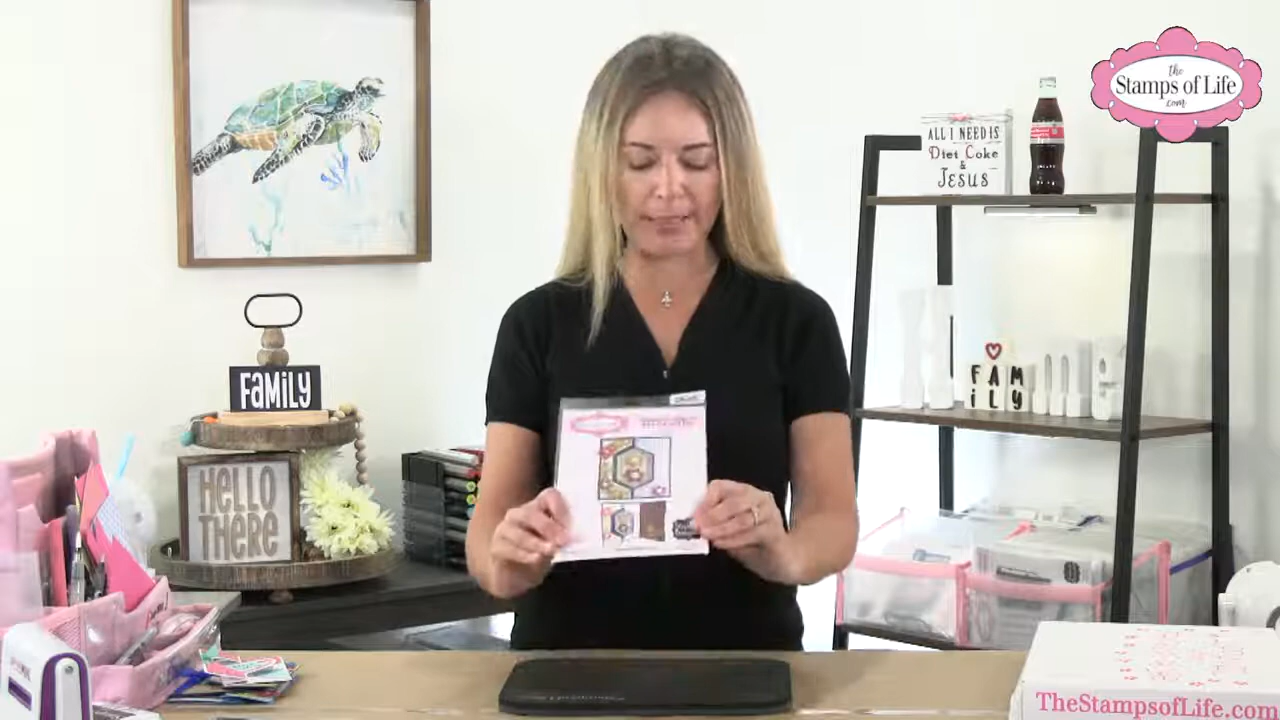 the
Stamps of Life
.com
ALL I NEED IS
Diet Coke
&
JESUS
FAMILY
HELLO
THERE
FAM
iLY
TheStampsofLife.com